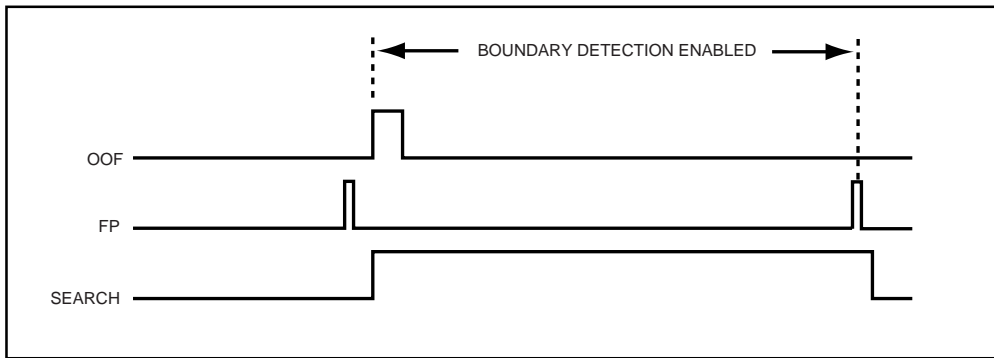 BOUNDARY DETECTION ENABLED
OOF
FP
SEARCH